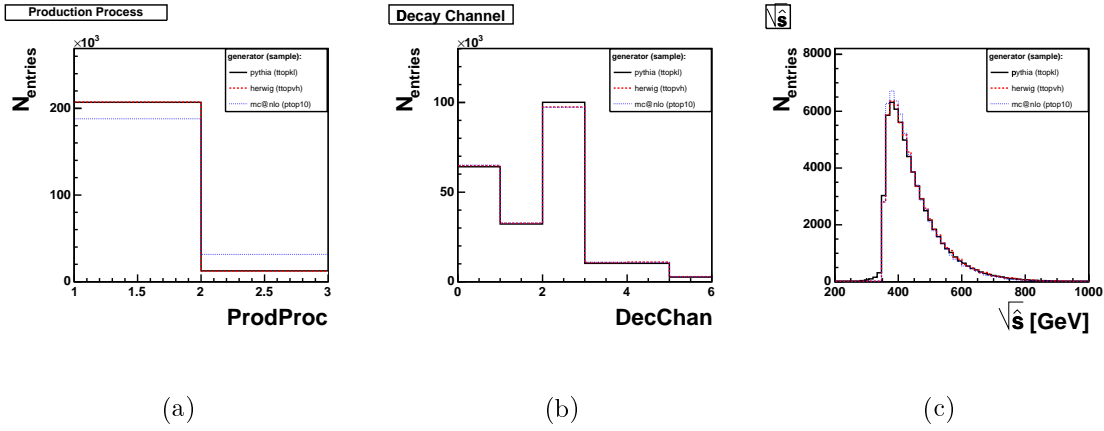 Production Process
×10³
N entries
generator (sample):
pythia (ttopkl)
herwig (ttopvh)
mc@nlo (ptop10)
200
100
0
1
1.5
2
2.5
3
ProdProc
(a)
Decay Channel
×10³
N entries
generator (sample):
pythia (ttopkl)
herwig (ttopvh)
mc@nlo (ptop10)
100
50
0
0
2
4
6
DecChan
(b)
√ŝ
N entries
generator (sample):
pythia (ttopkl)
herwig (ttopvh)
mc@nlo (ptop10)
8000
6000
4000
2000
0
200
400
600
800
1000
√ŝ [GeV]
(c)